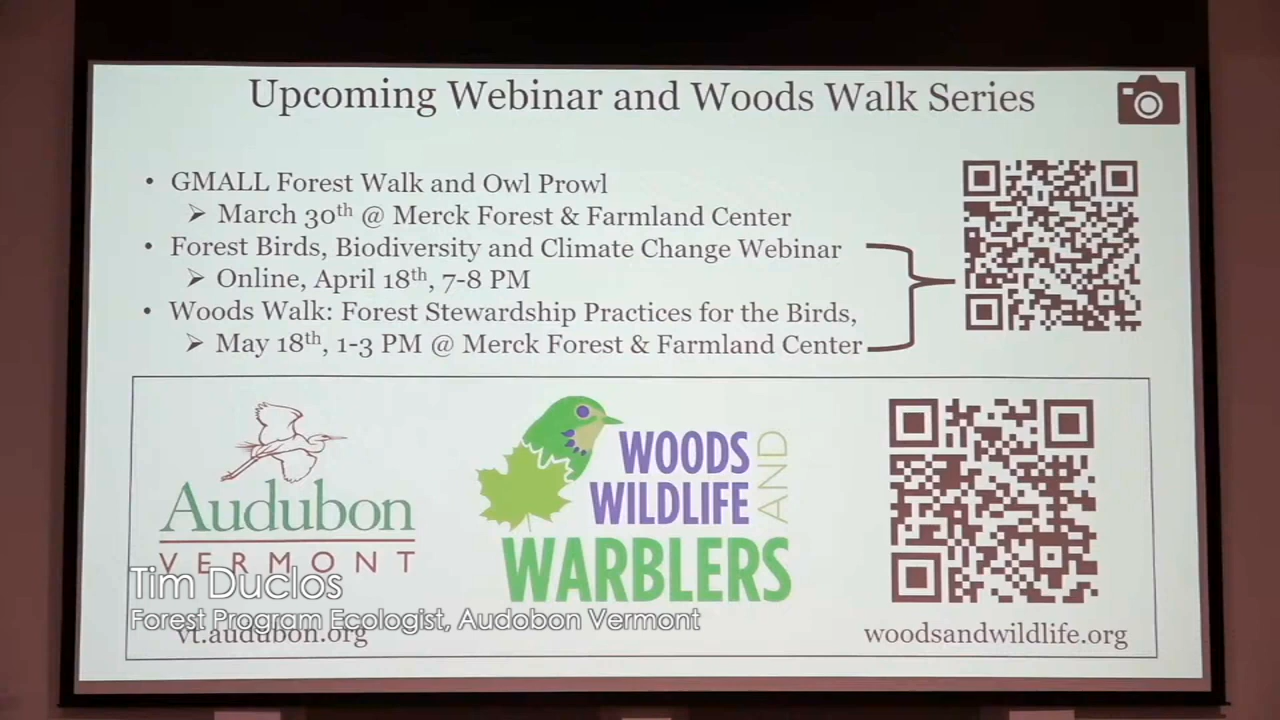 Upcoming Webinar and Woods Walk Series
• GMALL Forest Walk and Owl Prowl
➢ March 30th @ Merck Forest & Farmland Center
• Forest Birds, Biodiversity and Climate Change Webinar
➢ Online, April 18th, 7-8 PM
• Woods Walk: Forest Stewardship Practices for the Birds,
➢ May 18th, 1-3 PM @ Merck Forest & Farmland Center
Audubon
VERMONT
vt.audubon.org
WOODS
AND
WILDLIFE
WARBLERS
woodsandwildlife.org
Tim Duclos
Forest Program Ecologist, Audobon Vermont